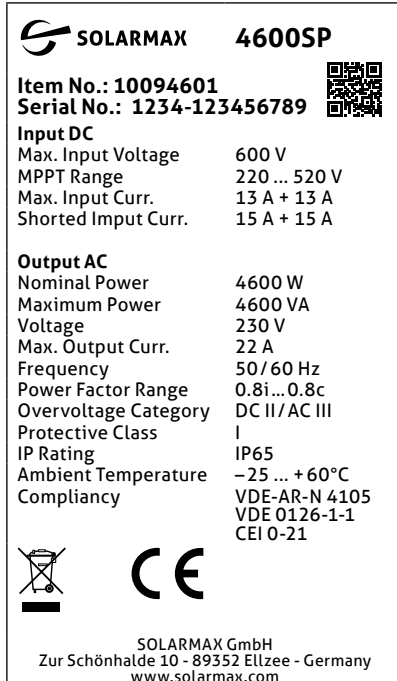 SOLARMAX 4600SP
Item No.: 10094601
Serial No.: 1234-123456789
Input DC
Max. Input Voltage 600 V
MPPT Range 220 ... 520 V
Max. Input Curr. 13 A + 13 A
Shorted Imput Curr. 15 A + 15 A
Output AC
Nominal Power 4600 W
Maximum Power 4600 VA
Voltage 230 V
Max. Output Curr. 22 A
Frequency 50/60 Hz
Power Factor Range 0.8i...0.8c
Overvoltage Category DC II/AC III
Protective Class I
IP Rating IP65
Ambient Temperature –25 ... +60°C
Compliancy VDE-AR-N 4105
VDE 0126-1-1
CEI 0-21
CE
SOLARMAX GmbH
Zur Schönhalde 10 - 89352 Ellzee - Germany
www.solarmax.com